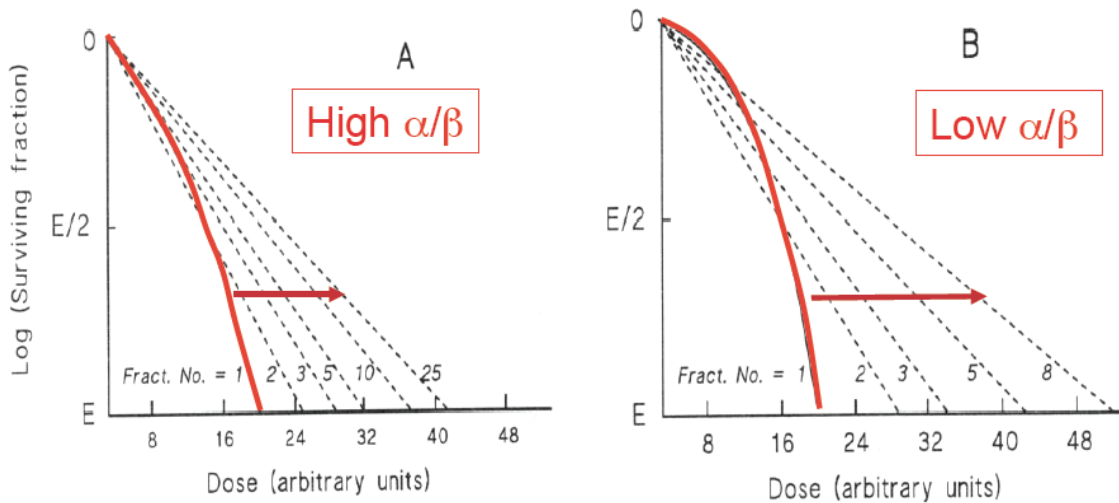 A
High α/β
Log (Surviving fraction)
O
E/2
E
Fract. No. = 1 2 3 5 10 25
8 16 24 32 40 48
Dose (arbitrary units)
B
Low α/β
O
E/2
E
Fract. No. = 1 2 3 5 8
8 16 24 32 40 48
Dose (arbitrary units)